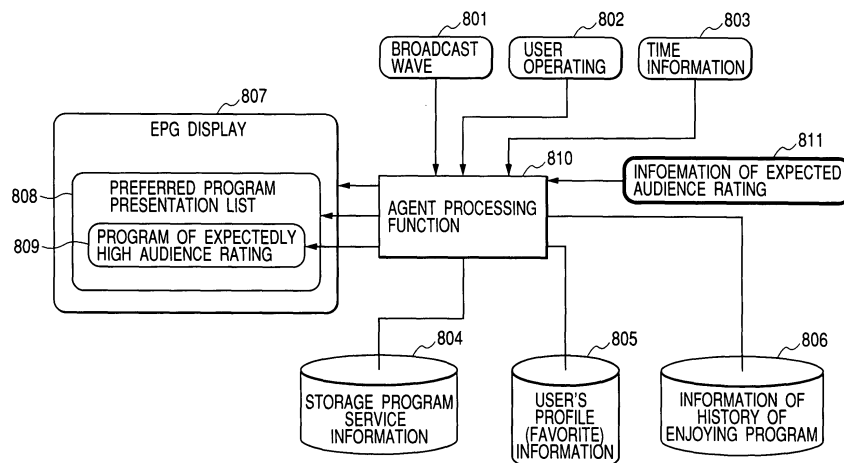 801
BROADCAST
WAVE
802
USER
OPERATING
803
TIME
INFORMATION
807
EPG DISPLAY
808
PREFERRED PROGRAM
PRESENTATION LIST
809
PROGRAM OF EXPECTEDLY
HIGH AUDIENCE RATING
810
AGENT PROCESSING
FUNCTION
811
INFOEMATION OF EXPECTED
AUDIENCE RATING
804
STORAGE PROGRAM
SERVICE
INFORMATION
805
USER'S
PROFILE
(FAVORITE)
INFORMATION
806
INFORMATION OF
HISTORY OF
ENJOYING PROGRAM